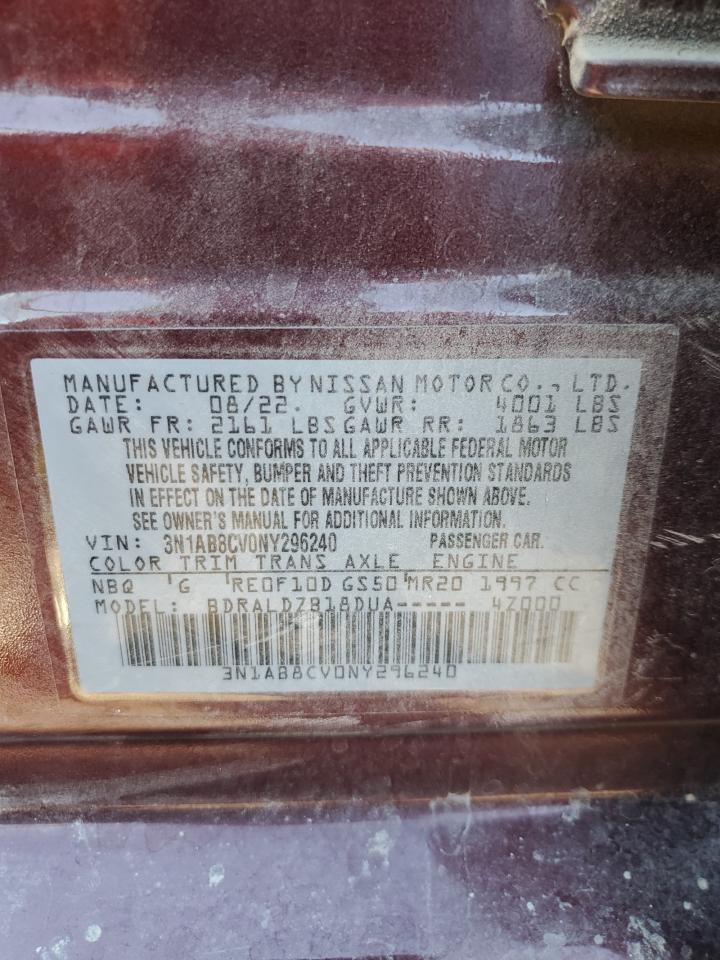 MANUFACTURED BY NISSAN MOTOR CO., LTD.
DATE: 08/22. GVWR: 4001 LBS
GAWR FR: 2161 LBS GAWR RR: 1863 LBS
THIS VEHICLE CONFORMS TO ALL APPLICABLE FEDERAL MOTOR
VEHICLE SAFETY, BUMPER AND THEFT PREVENTION STANDARDS
IN EFFECT ON THE DATE OF MANUFACTURE SHOWN ABOVE.
SEE OWNER'S MANUAL FOR ADDITIONAL INFORMATION.
VIN: 3N1AB8CV0NY296240 PASSENGER CAR.
COLOR TRIM TRANS AXLE ENGINE
NBQ 'G 'RE0F10D GS50'MR20 1997 CC
MODEL: BDRALDZB18DUA----- 4Z000
3N1AB8CV0NY296240